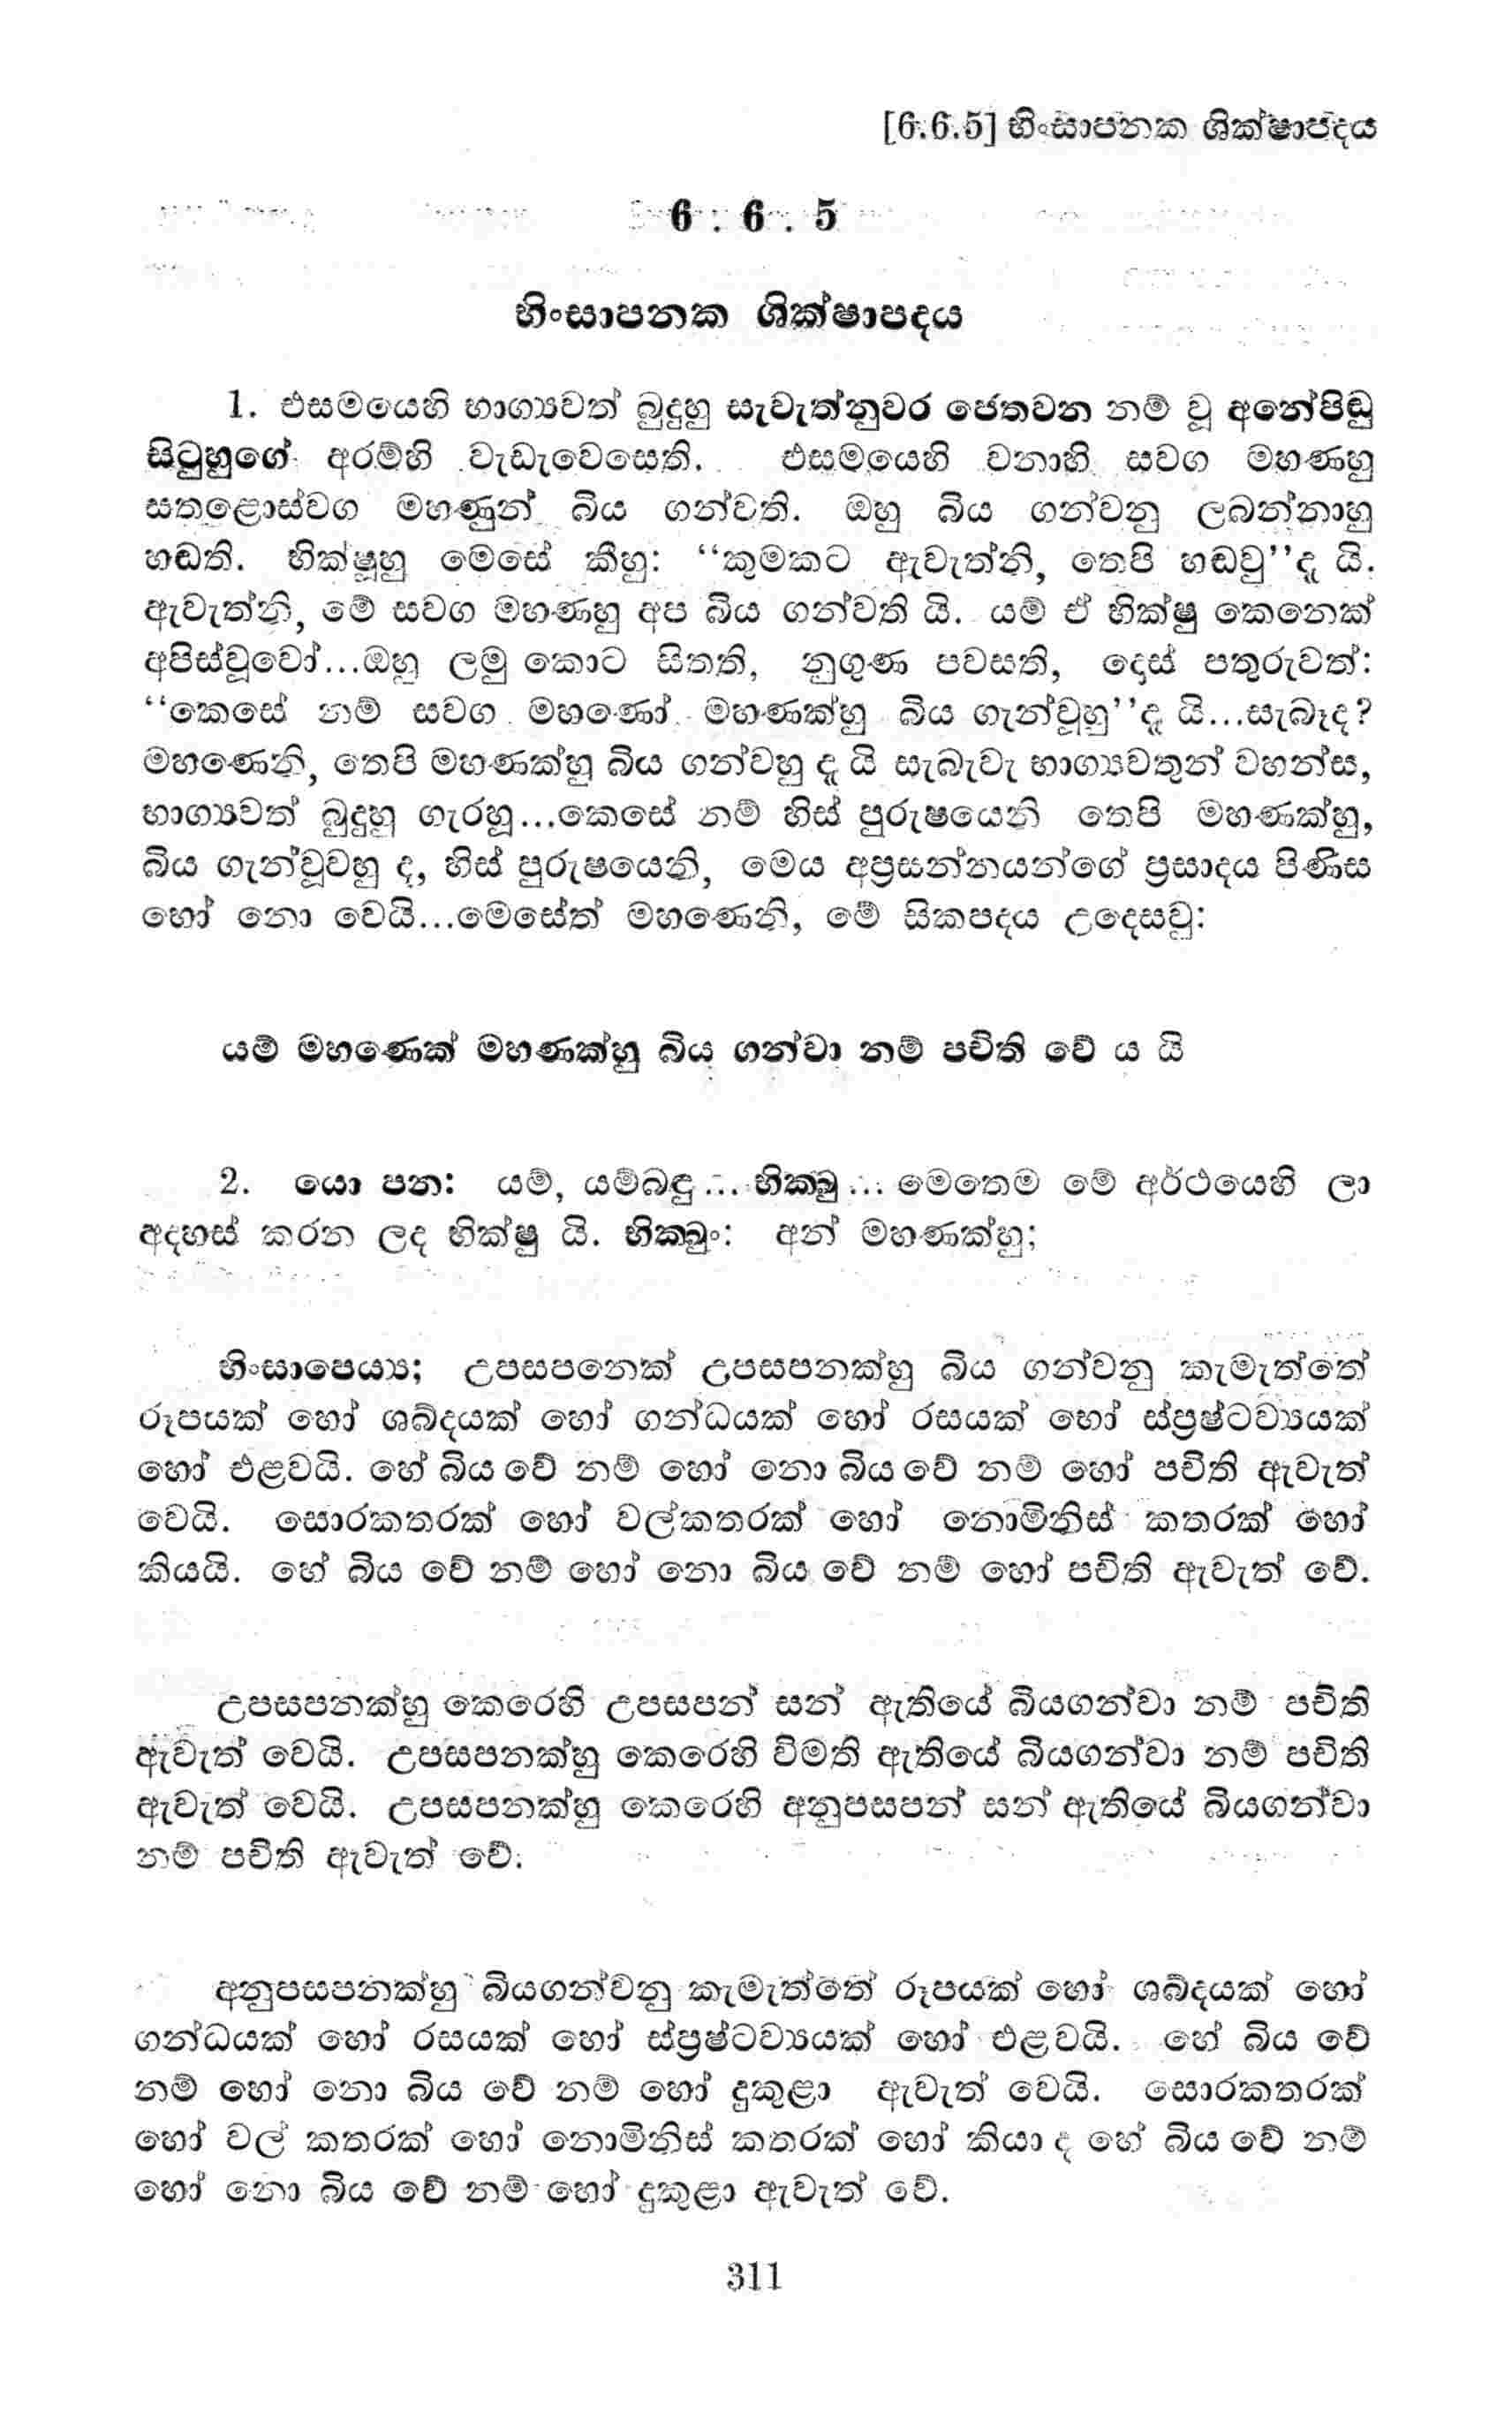 [6.6.5] භිංසාපනක ශික්ෂාපදය
6 . 6 . 5
භිංසාපනක ශික්ෂාපදය
1. එසමයෙහි භාග්‍යවත් බුදුහු සැවැත්නුවර ජෙතවන නම් වූ අනේපිඬු
සිටුහුගේ අරම්හි වැඩැවෙසෙති. එසමයෙහි වනාහි සවග මහණහු
සතළොස්වග මහණුන් බිය ගන්වති. ඔහු බිය ගන්වනු ලබන්නාහු
හඬති. භික්ෂූහු මෙසේ කීහු: “කුමකට ඇවැත්නි, තෙපි හඬවු”දැ යි.
ඇවැත්නි, මේ සවග මහණහු අප බිය ගන්වති යි. යම් ඒ භික්ෂු කෙනෙක්
අපිස්වූවෝ...ඔහු ලමු කොට සිතති, නුගුණ පවසති, දොස් පතුරුවත්:
“කෙසේ නම් සවග මහණෝ මහණක්හු බිය ගැන්වූහු”දැ යි...සැබෑද?
මහණෙනි, තෙපි මහණක්හු බිය ගන්වහු දැ යි සැබැවැ භාග්‍යවතුන් වහන්ස,
භාග්‍යවත් බුදුහු ගැරහූ...කෙසේ නම් හිස් පුරුෂයෙනි තෙපි මහණක්හු,
බිය ගැන්වූවහු ද, හිස් පුරුෂයෙනි, මෙය අප්‍රසන්නයන්ගේ ප්‍රසාදය පිණිස
හෝ නො වෙයි...මෙසේත් මහණෙනි, මේ සිකපදය උදෙසවු:
යම් මහණෙක් මහණක්හු බිය ගන්වා නම් පචිති වේ ය යි
2. යො පන: යම්, යම්බඳු... භික්ඛු... මෙතෙම මේ අර්ථයෙහි ලා
අදහස් කරන ලද භික්ෂු යි. භික්ඛුං: අන් මහණක්හු;
භිංසාපෙය්‍ය; උපසපනෙක් උපසපනක්හු බිය ගන්වනු කැමැත්තේ
රූපයක් හෝ ශබ්දයක් හෝ ගන්ධයක් හෝ රසයක් හෝ ස්ප්‍රෂ්ටව්‍යයක්
හෝ එළවයි. හේ බිය වේ නම් හෝ නො බිය වේ නම් හෝ පචිති ඇවැත්
වෙයි. සොරකතරක් හෝ වල්කතරක් හෝ නොමිනිස් කතරක් හෝ
කියයි. හේ බිය වේ නම් හෝ නො බිය වේ නම් හෝ පචිති ඇවැත් වේ.
උපසපනක්හු කෙරෙහි උපසපන් සන් ඇතියේ බියගන්වා නම් පචිති
ඇවැත් වෙයි. උපසපනක්හු කෙරෙහි විමති ඇතියේ බියගන්වා නම් පචිති
ඇවැත් වෙයි. උපසපනක්හු කෙරෙහි අනුපසපන් සන් ඇතියේ බියගන්වා
නම් පචිති ඇවැත් වේ.
අනුපසපනක්හු බියගන්වනු කැමැත්තේ රූපයක් හෝ ශබ්දයක් හෝ
ගන්ධයක් හෝ රසයක් හෝ ස්ප්‍රෂ්ටව්‍යයක් හෝ එළවයි. හේ බිය වේ
නම් හෝ නො බිය වේ නම් හෝ දුකුළා ඇවැත් වෙයි. සොරකතරක්
හෝ වල් කතරක් හෝ නොමිනිස් කතරක් හෝ කියා ද හේ බිය වේ නම්
හෝ නො බිය වේ නම් හෝ දුකුළා ඇවැත් වේ.
311